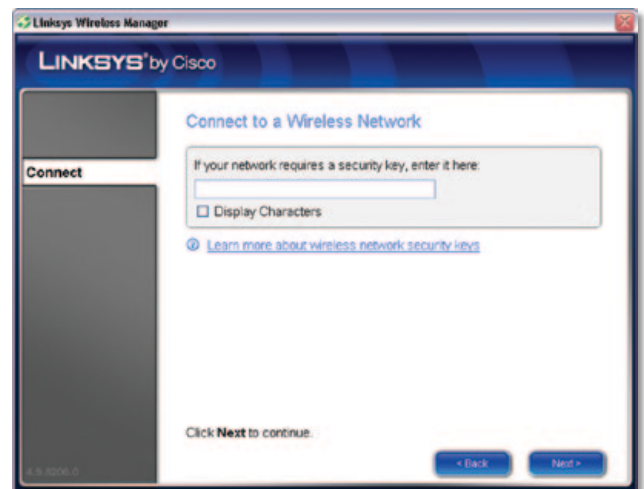 Linksys Wireless Manager
LINKSYS® by Cisco
Connect to a Wireless Network
Connect
If your network requires a security key, enter it here:
Display Characters
Learn more about wireless network security keys
Click Next to continue.
< Back
Next >